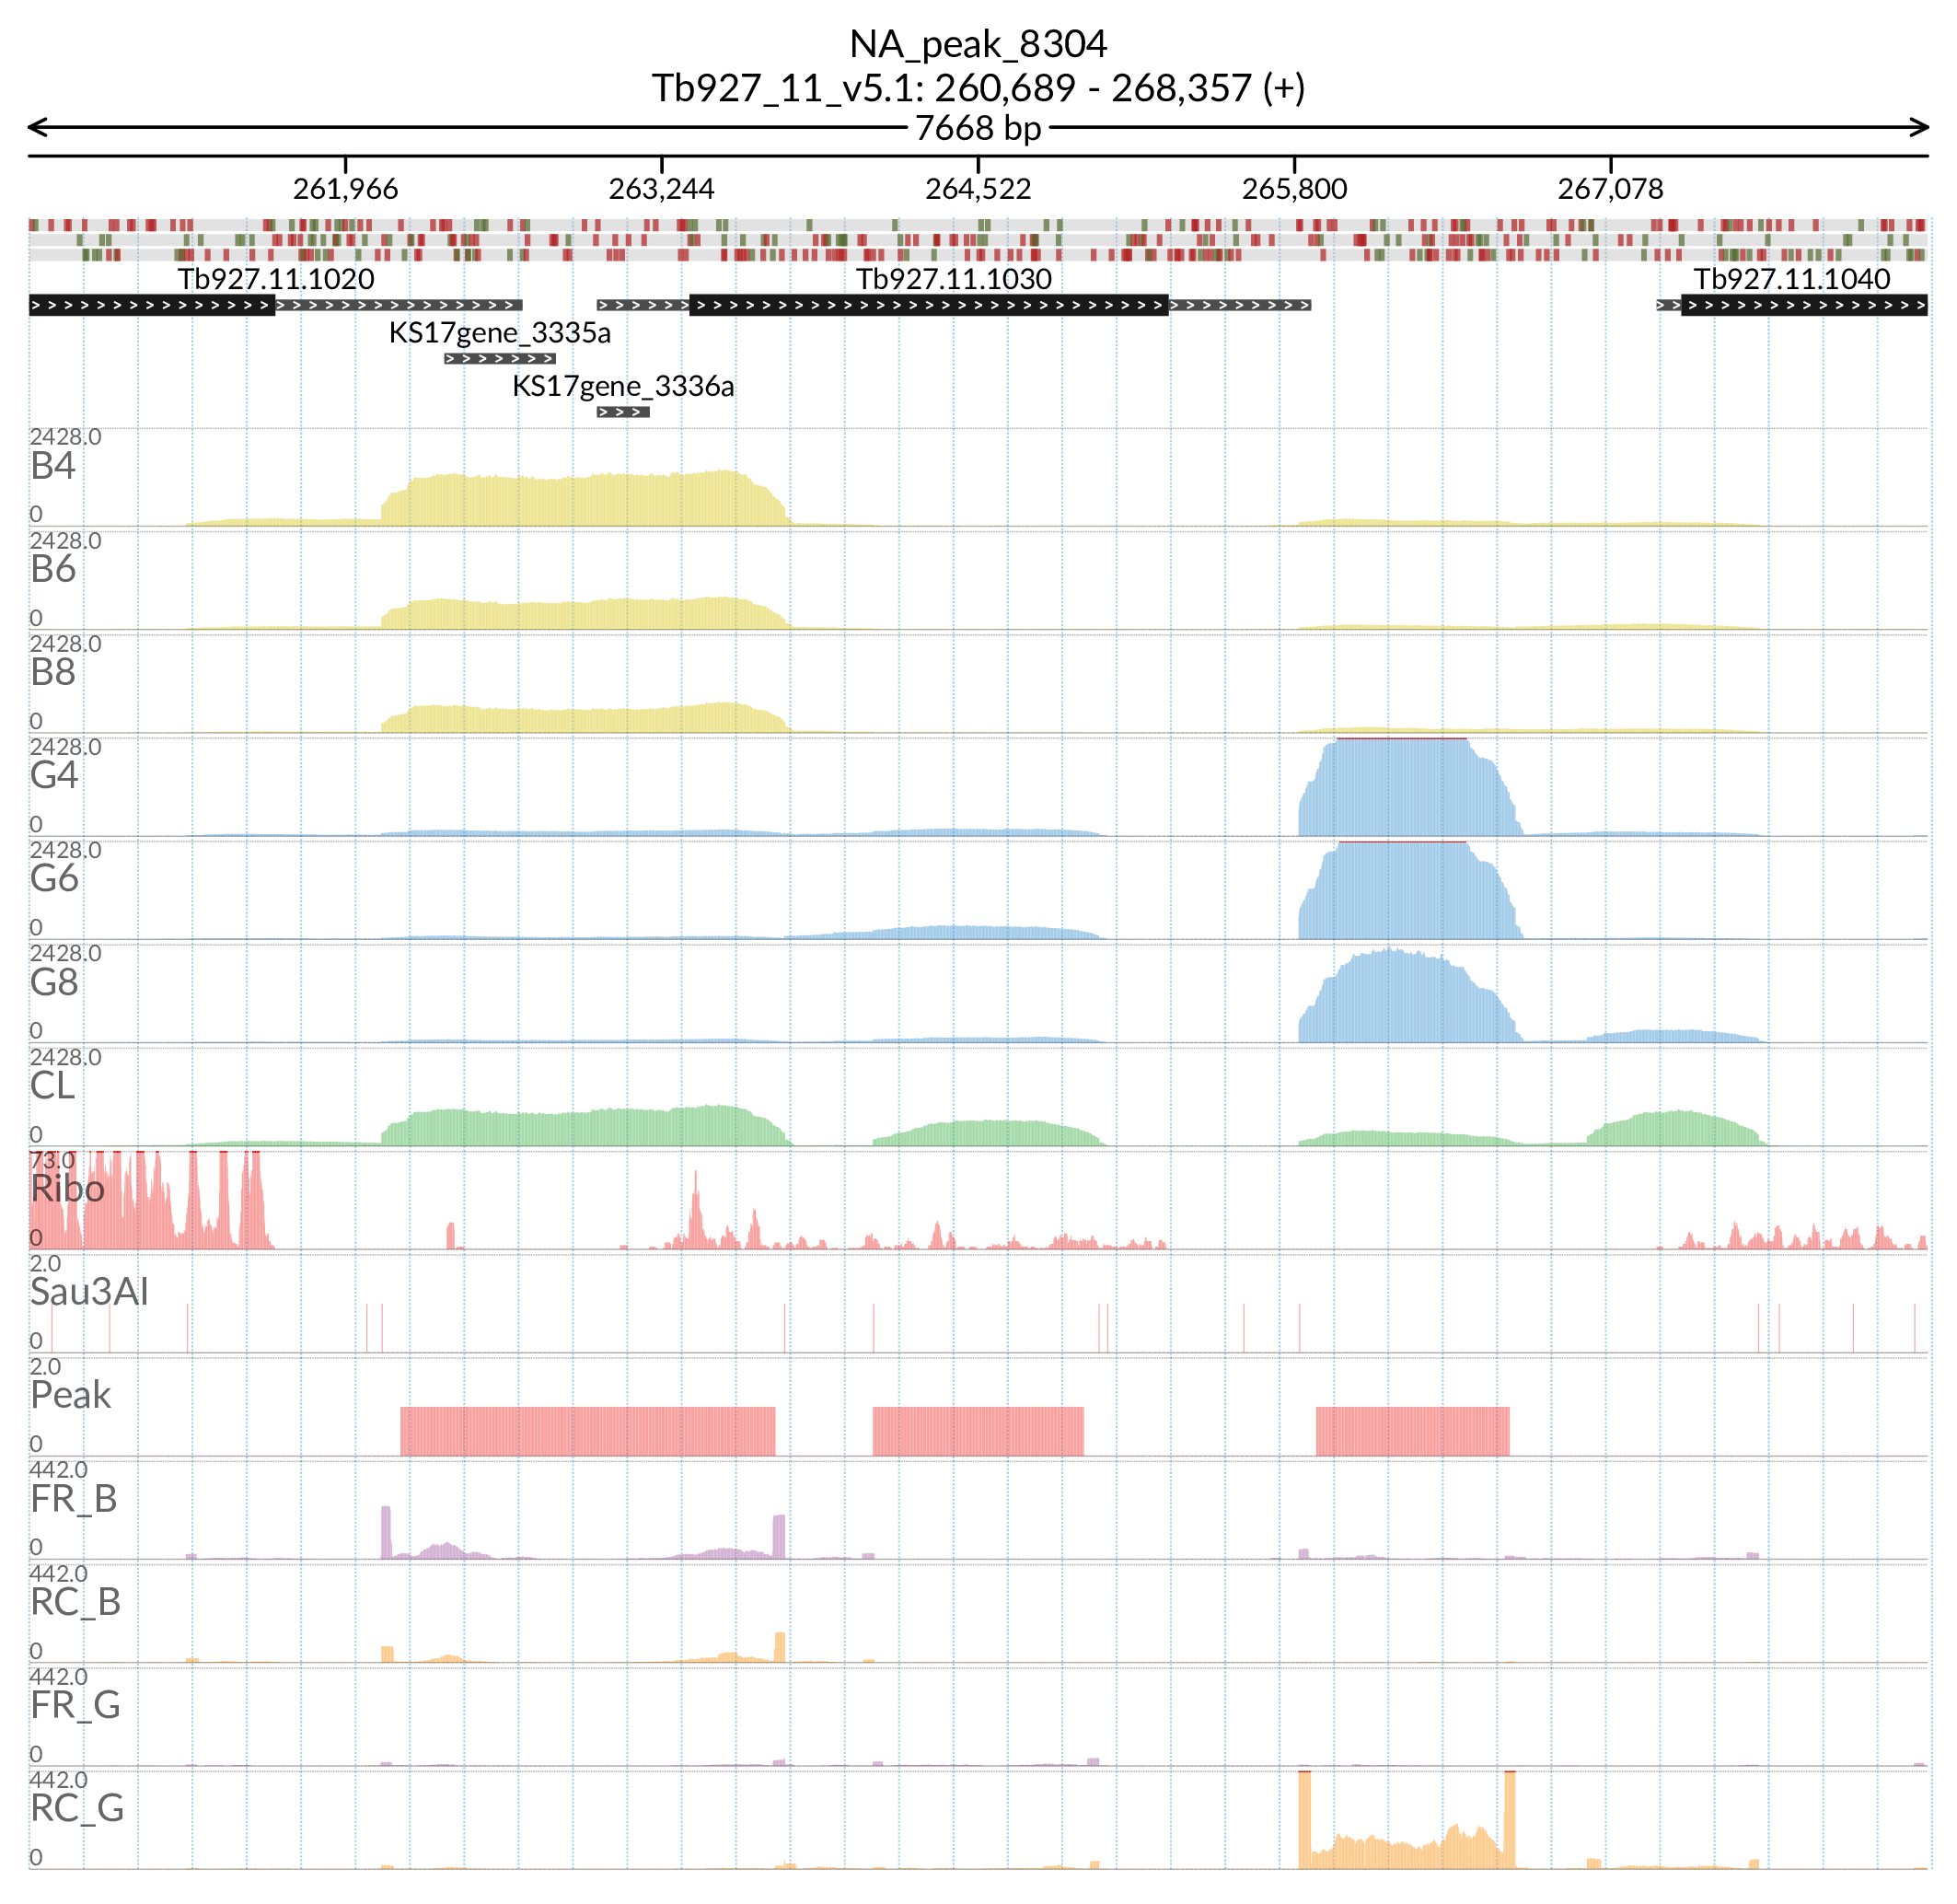 NA_peak_8304
Tb927_11_v5.1: 260,689 - 268,357 (+)
7668 bp
261,966 263,244 264,522 265,800 267,078
Tb927.11.1020 Tb927.11.1030 Tb927.11.1040
KS17gene_3335a
KS17gene_3336a
2428.0
B4
0
2428.0
B6
0
2428.0
B8
0
2428.0
G4
0
2428.0
G6
0
2428.0
G8
0
2428.0
CL
0
73.0
Ribo
0
2.0
Sau3AI
0
2.0
Peak
0
442.0
FR_B
0
442.0
RC_B
0
442.0
FR_G
0
442.0
RC_G
0